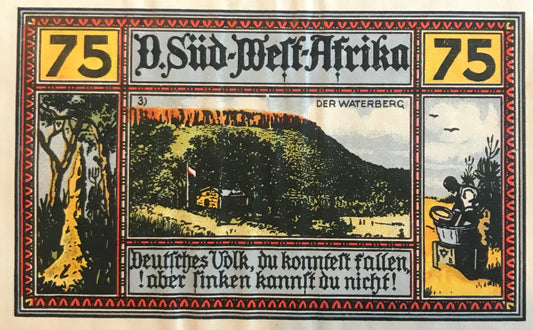 75
D. Süd-West-Afrika
75
3)
DER WATERBERG
Deutsches Volk, du konntest fallen,
! aber sinken kannst du nicht!